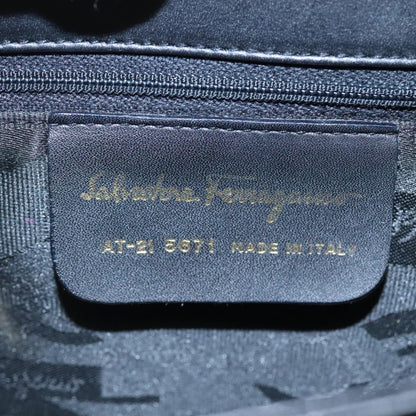 Salvatore Ferragamo
AT-21 5671 MADE IN ITALY